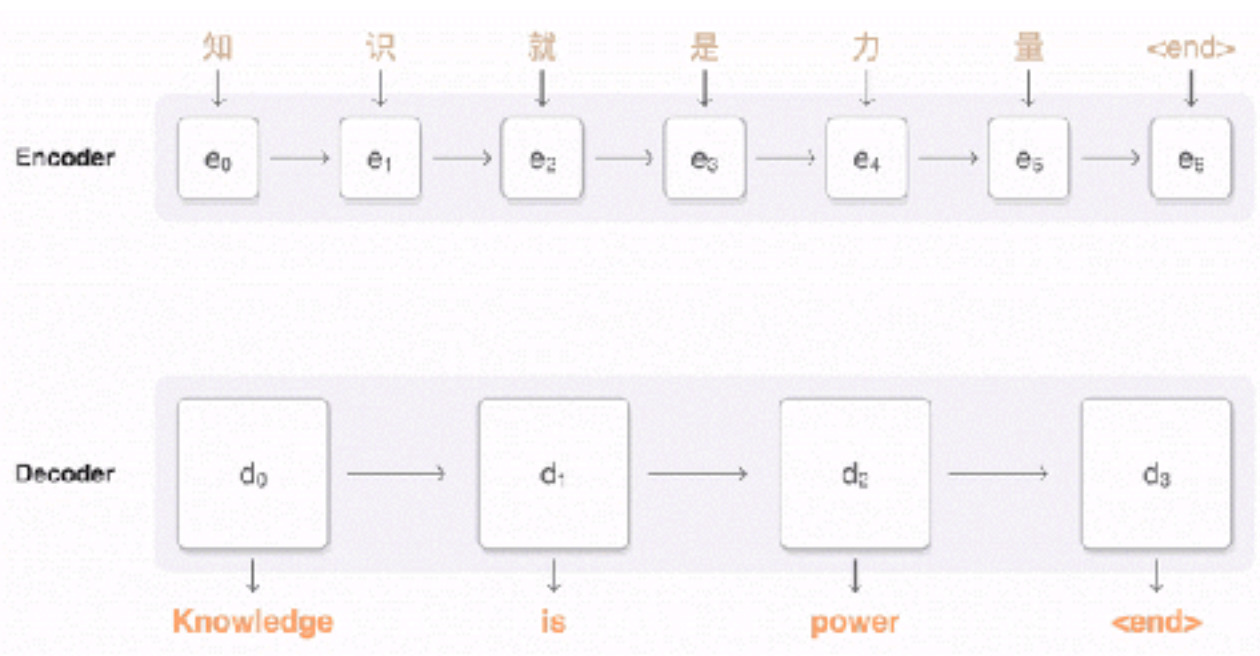 知 识 就 是 力 量 <end>
Encoder e₀ e₁ e₂ e₃ e₄ e₅ e₆
Decoder d₀ d₁ d₂ d₃
Knowledge is power <end>